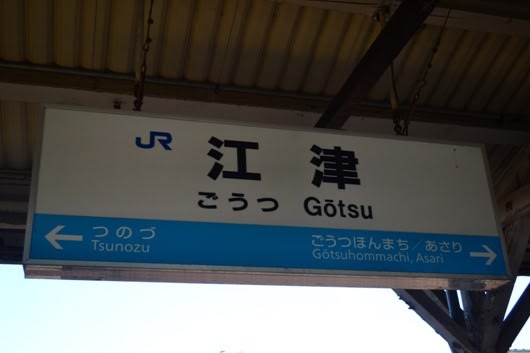 JR 江津
ごうつ Gōtsu
つのづ
Tsunozu
ごうつほんまち/あさり
Gōtsuhommachi, Asari